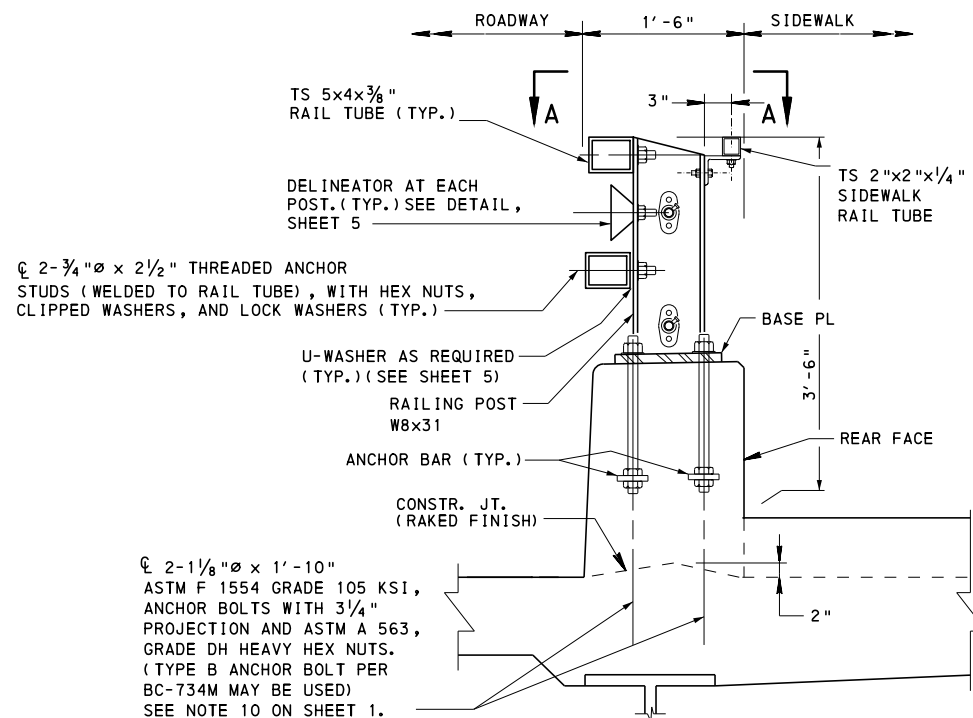 ROADWAY
1'-6"
SIDEWALK
TS 5x4x3/8"
RAIL TUBE (TYP.)
A
3"
A
DELINEATOR AT EACH
POST.(TYP.) SEE DETAIL,
SHEET 5
TS 2"x2"x1/4"
SIDEWALK
RAIL TUBE
℄ 2-3/4"ø x 2 1/2" THREADED ANCHOR
STUDS (WELDED TO RAIL TUBE), WITH HEX NUTS,
CLIPPED WASHERS, AND LOCK WASHERS (TYP.)
BASE PL
U-WASHER AS REQUIRED
(TYP.)(SEE SHEET 5)
3'-6"
RAILING POST
W8x31
REAR FACE
ANCHOR BAR (TYP.)
CONSTR. JT.
(RAKED FINISH)
℄ 2-1 1/8"ø x 1'-10"
ASTM F 1554 GRADE 105 KSI,
ANCHOR BOLTS WITH 3 1/4"
PROJECTION AND ASTM A 563,
GRADE DH HEAVY HEX NUTS.
(TYPE B ANCHOR BOLT PER
BC-734M MAY BE USED)
SEE NOTE 10 ON SHEET 1.
2"